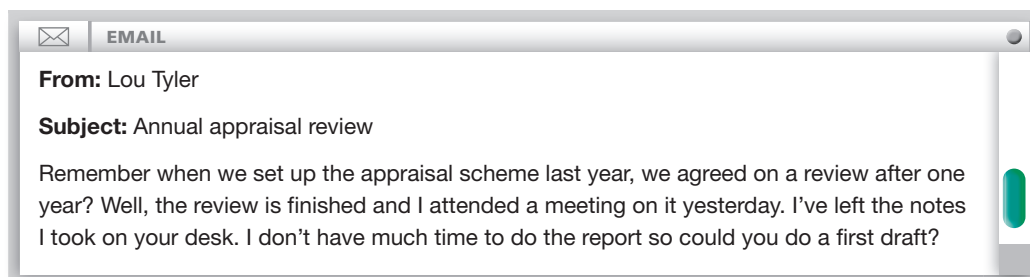 EMAIL
From: Lou Tyler
Subject: Annual appraisal review
Remember when we set up the appraisal scheme last year, we agreed on a review after one
year? Well, the review is finished and I attended a meeting on it yesterday. I’ve left the notes
I took on your desk. I don’t have much time to do the report so could you do a first draft?